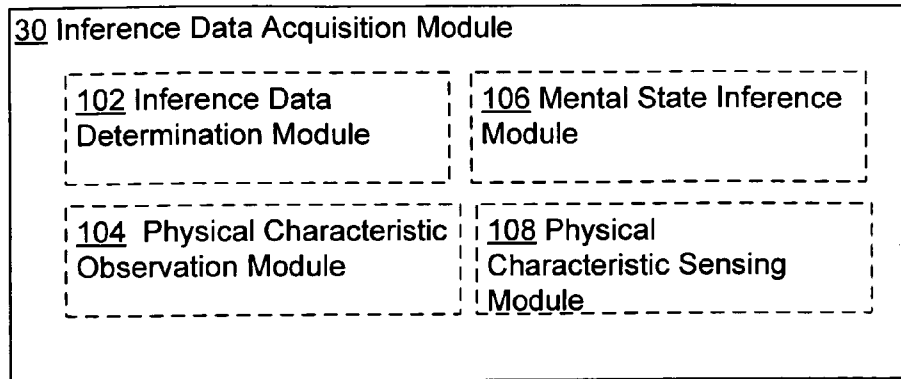 30 Inference Data Acquisition Module
102 Inference Data
Determination Module
106 Mental State Inference
Module
104 Physical Characteristic
Observation Module
108 Physical
Characteristic Sensing
Module